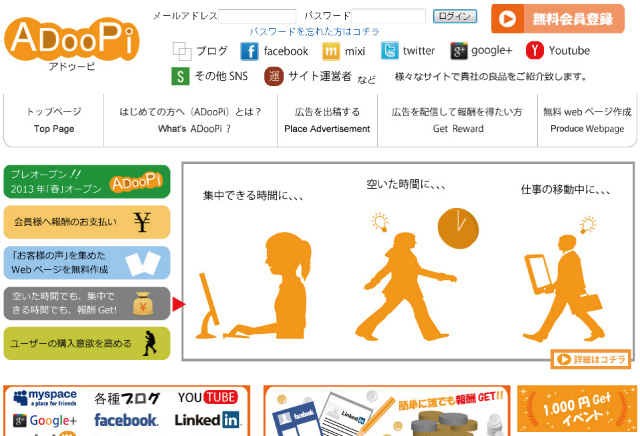 メールアドレス パスワード ログイン
無料会員登録
パスワードを忘れた方はコチラ
ADooPi
アドゥーピ
ブログ facebook mixi twitter google+ Youtube
その他 SNS サイト運営者 など 様々なサイトで貴社の良品をご紹介致します。
トップページ
Top Page
はじめての方へ（ADooPi）とは？
What's ADooPi ?
広告を出稿する
Place Advertisement
広告を配信して報酬を得たい方
Get Reward
無料 web ページ作成
Produce Webpage
プレオープン!!
2013年「春」オープン
ADooPi
会員様へ報酬のお支払い ¥
「お客様の声」を集めた
Web ページを無料作成
空いた時間でも、集中で
きる時間でも、報酬 Get!
ユーザーの購入意欲を高める
集中できる時間に、、、
空いた時間に、、、
仕事の移動中に、、、
詳細はコチラ
myspace
a place for friends
各種ブログ
YOU TUBE
Google+
facebook.
Linked in
facebook
Linked in
簡単に誰でも報酬 GET!!
1,000 円 Get
イベント